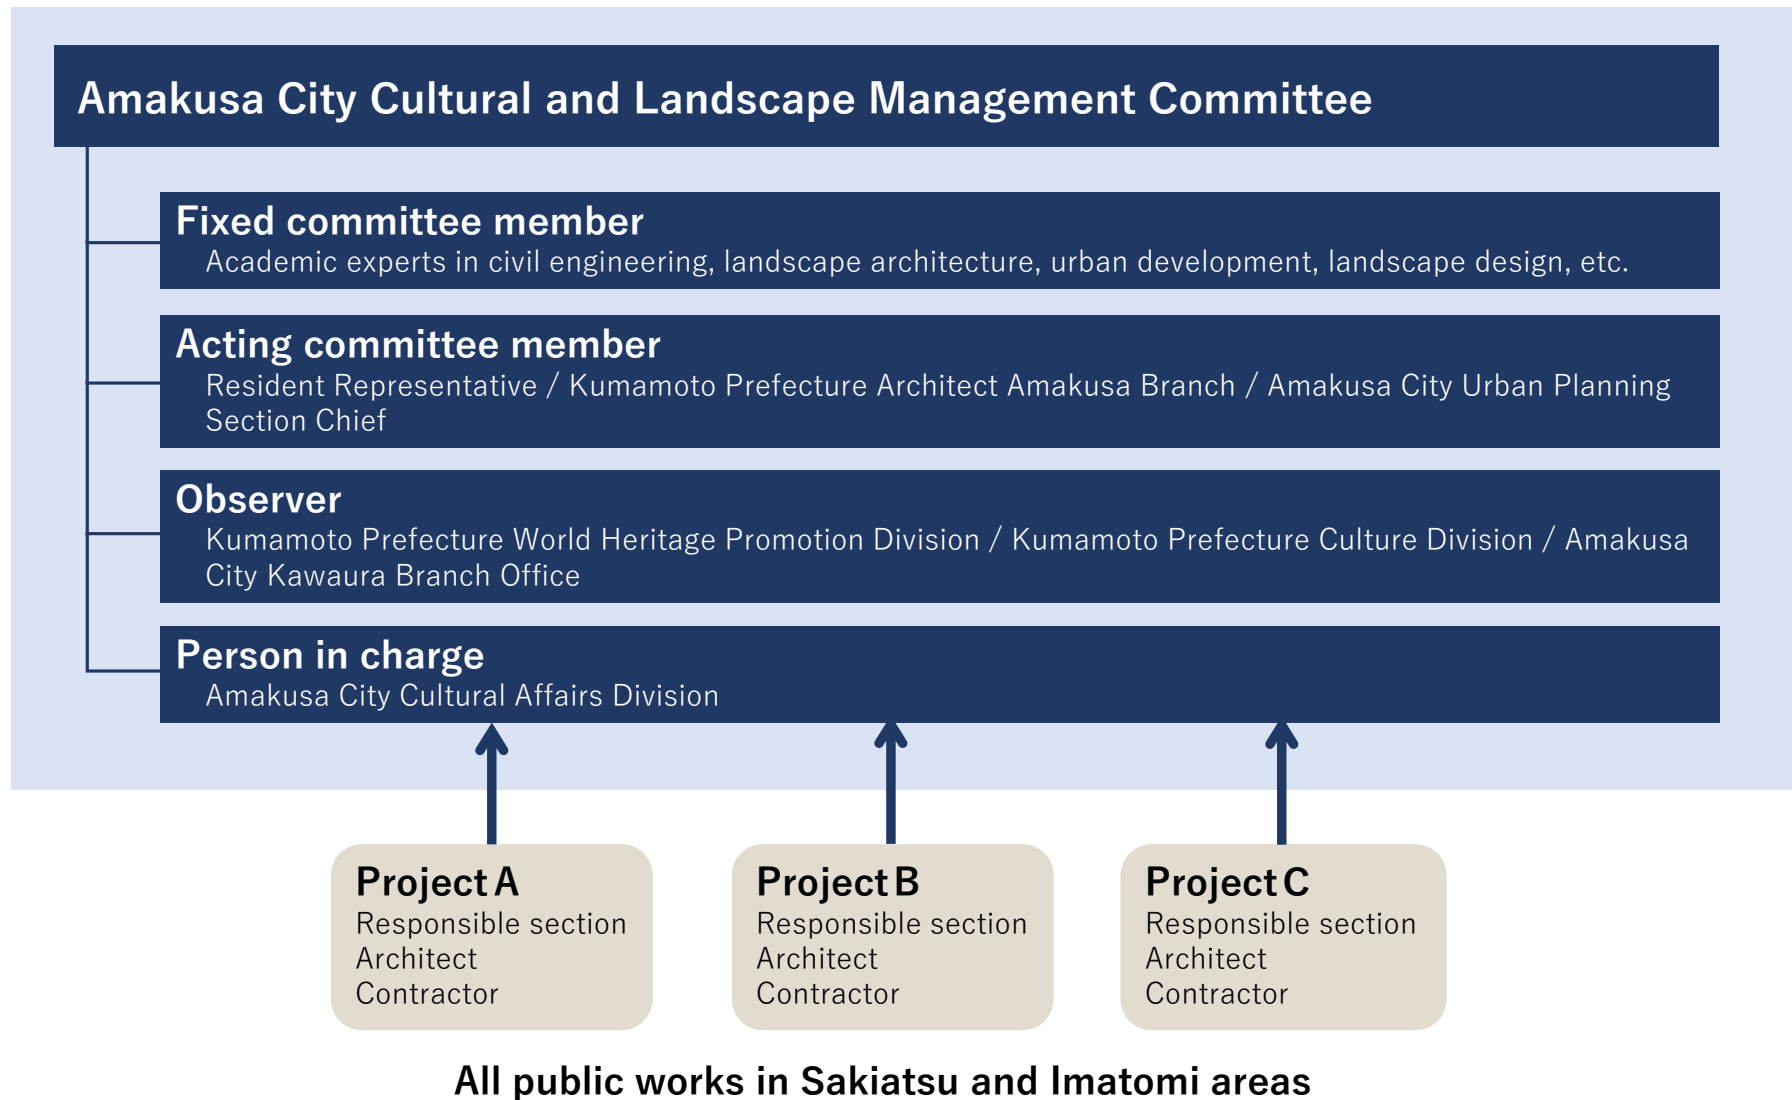 Amakusa City Cultural and Landscape Management Committee
Fixed committee member
Academic experts in civil engineering, landscape architecture, urban development, landscape design, etc.
Acting committee member
Resident Representative / Kumamoto Prefecture Architect Amakusa Branch / Amakusa City Urban Planning
Section Chief
Observer
Kumamoto Prefecture World Heritage Promotion Division / Kumamoto Prefecture Culture Division / Amakusa
City Kawaura Branch Office
Person in charge
Amakusa City Cultural Affairs Division
Project A
Responsible section
Architect
Contractor
Project B
Responsible section
Architect
Contractor
Project C
Responsible section
Architect
Contractor
All public works in Sakiatsu and Imatomi areas